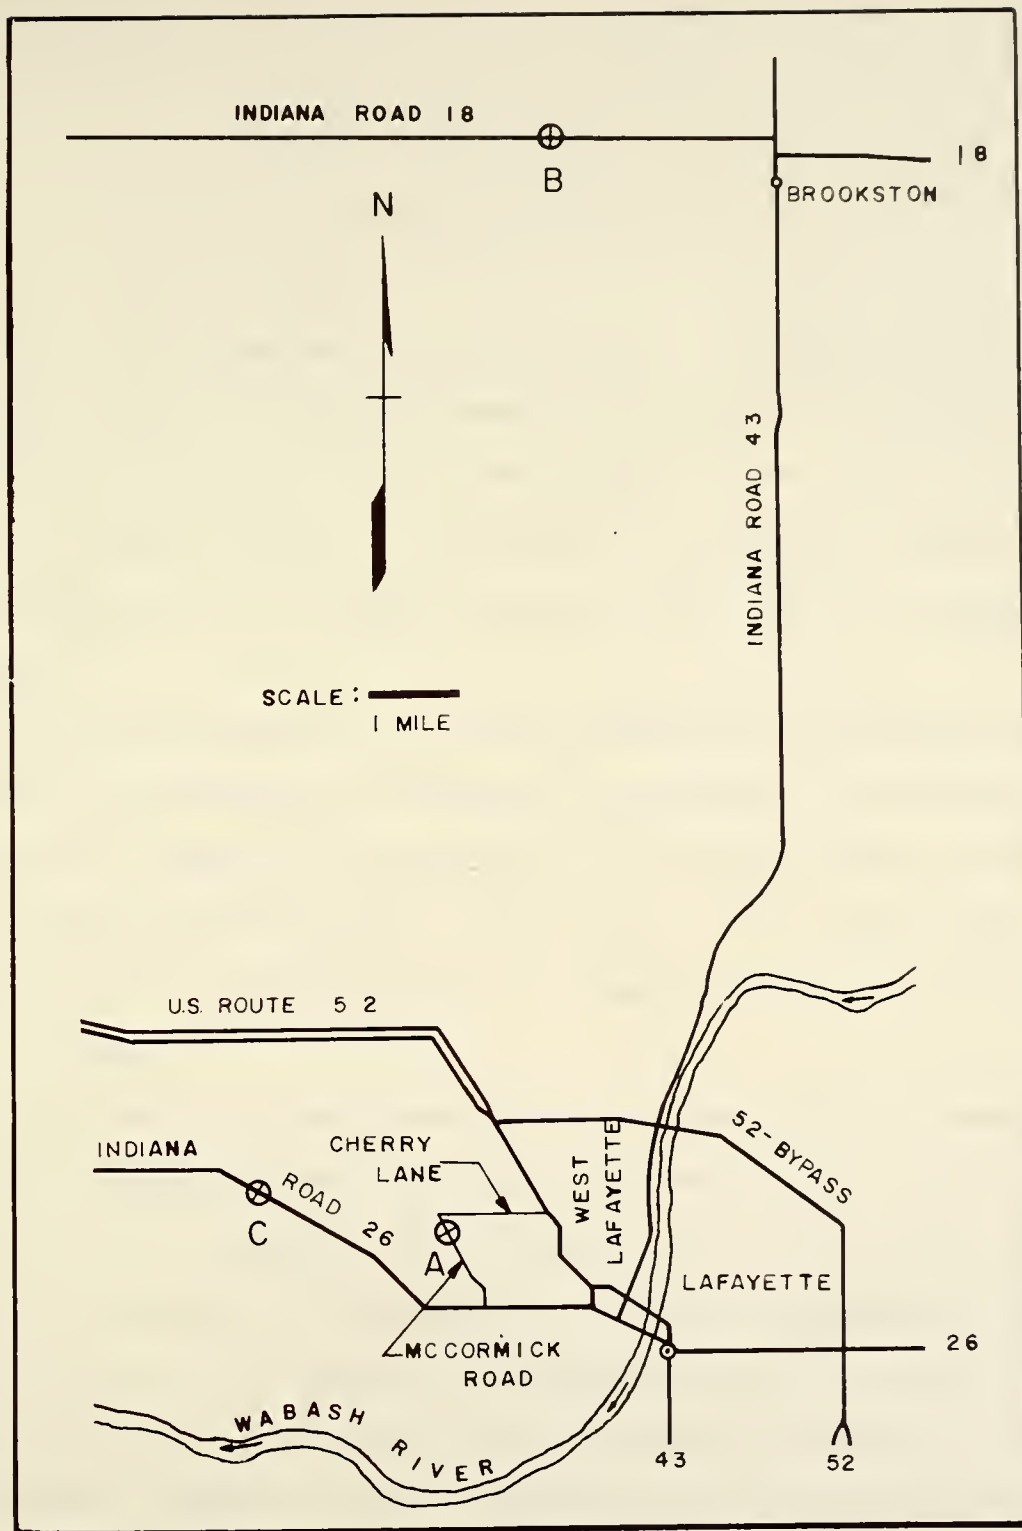 INDIANA ROAD 18
18
B
BROOKSTON
N
INDIANA ROAD 43
SCALE:
1 MILE
U.S. ROUTE 52
52-BYPASS
INDIANA
ROAD 26
CHERRY
LANE
WEST
LAFAYETTE
C
A
LAFAYETTE
MCCORMICK
ROAD
26
WABASH
RIVER
43
52